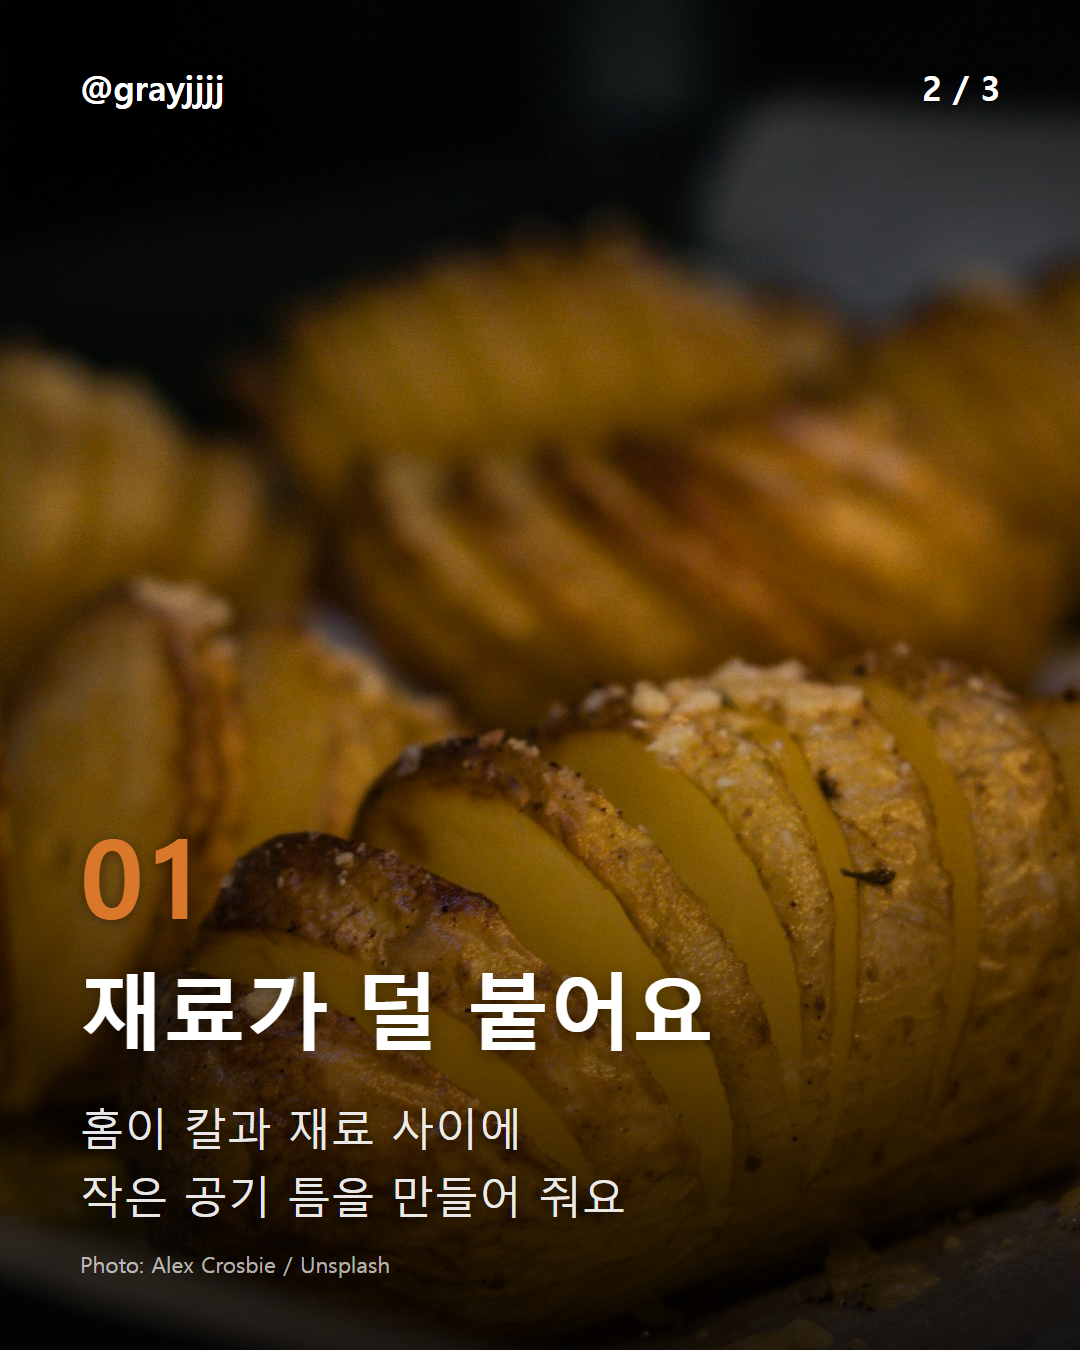 @grayjjjj
2 / 3
01
재료가 덜 붙어요
홈이 칼과 재료 사이에
작은 공기 틈을 만들어 줘요
Photo: Alex Crosbie / Unsplash